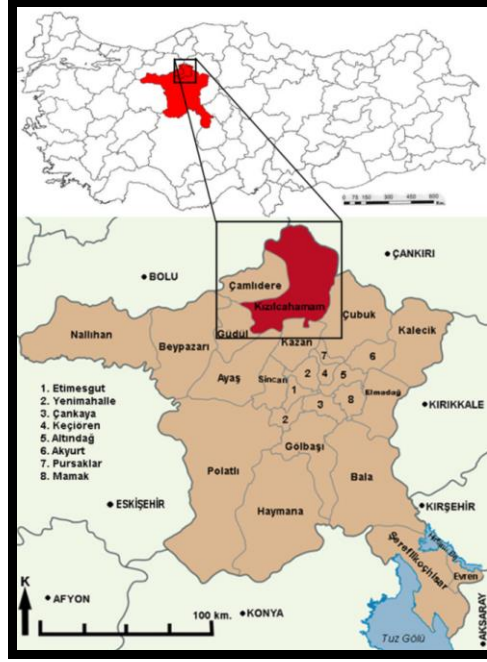 0 75 150 300 450 600
Km.
ÇANKIRI
BOLU
Çamlıdere
Kızılcahamam
Çubuk
Kalecik
Nallıhan
Beypazarı
Güdül
Kazan
Ayaş
Sincan
7
6
2
4
5
1
8
Elmadağ
3
2
1. Etimesgut
2. Yenimahalle
3. Çankaya
4. Keçiören
5. Altındağ
6. Akyurt
7. Pursaklar
8. Mamak
KIRIKKALE
Gölbaşı
Polatlı
Bala
Haymana
ESKİŞEHİR
KIRŞEHİR
Şereflikoçhisar
Evren
K
AFYON
100 km.
KONYA
Tuz Gölü
AKSARAY